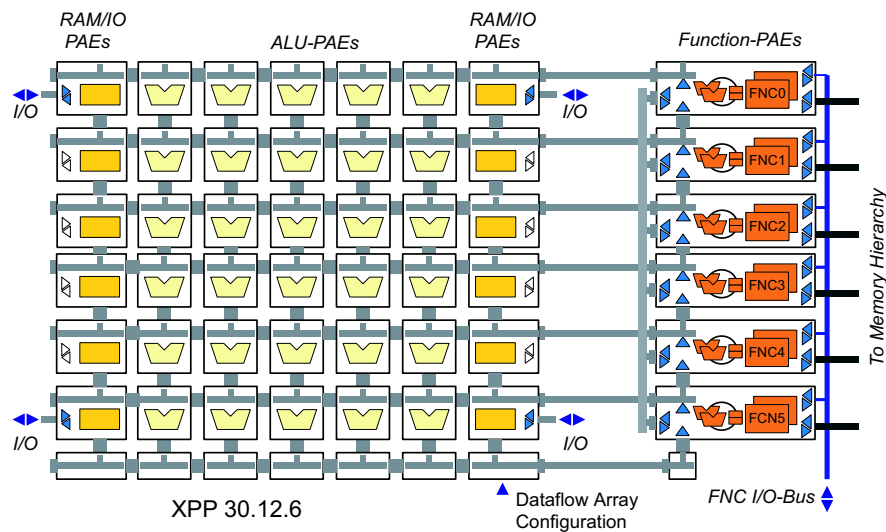 RAM/IO
PAEs
ALU-PAEs
RAM/IO
PAEs
Function-PAEs
I/O
I/O
FNC0
FNC1
FNC2
FNC3
FNC4
FCN5
To Memory Hierarchy
I/O
I/O
XPP 30.12.6
Dataflow Array
Configuration
FNC I/O-Bus